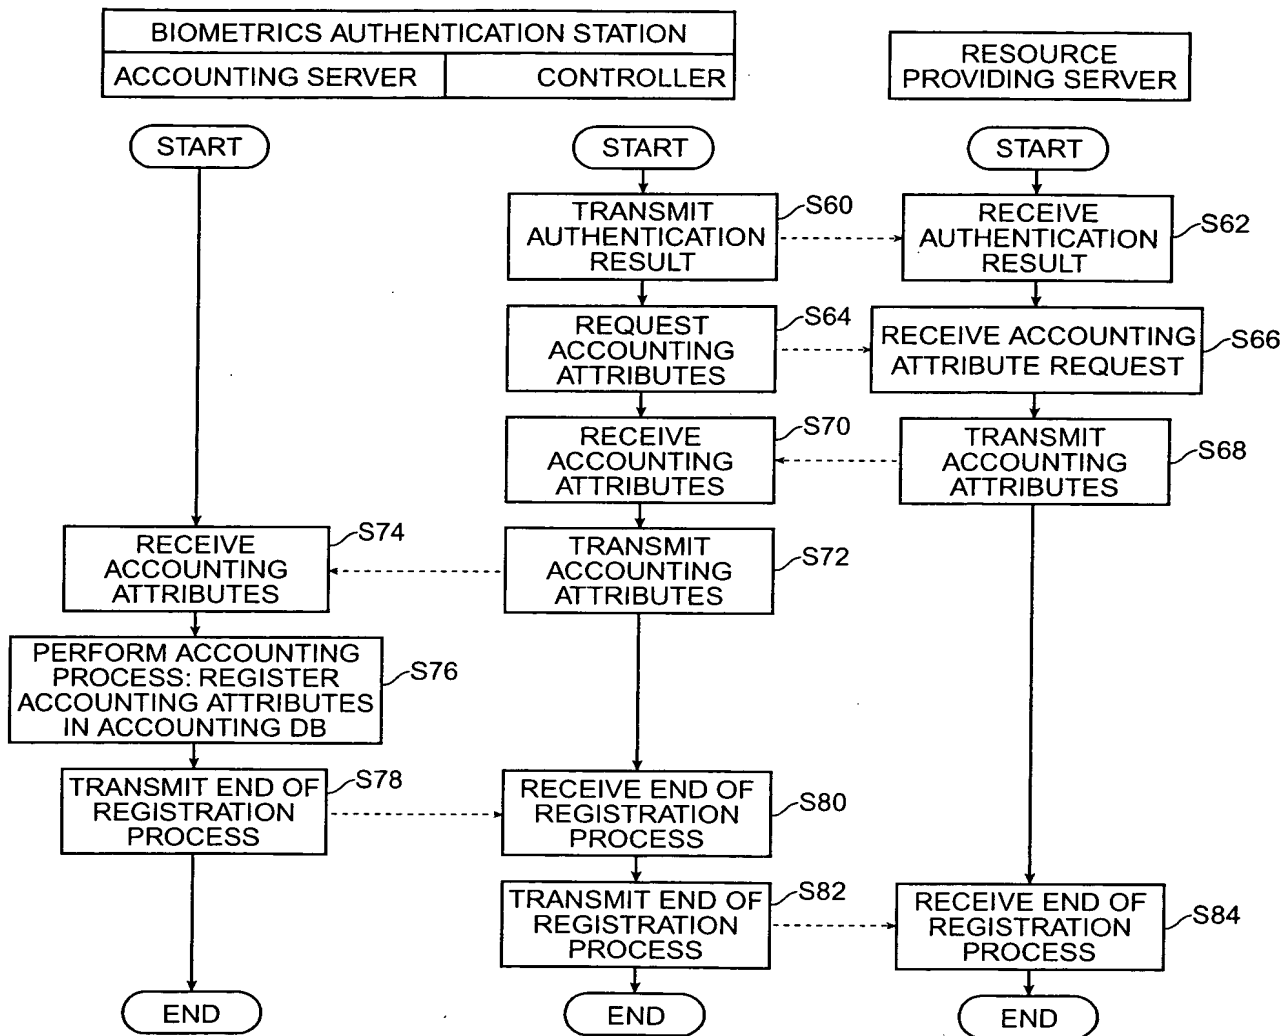 BIOMETRICS AUTHENTICATION STATION
ACCOUNTING SERVER
CONTROLLER
RESOURCE
PROVIDING SERVER
START
START
START
TRANSMIT
AUTHENTICATION
RESULT
S60
RECEIVE
AUTHENTICATION
RESULT
S62
REQUEST
ACCOUNTING
ATTRIBUTES
S64
RECEIVE ACCOUNTING
ATTRIBUTE REQUEST
S66
RECEIVE
ACCOUNTING
ATTRIBUTES
S70
TRANSMIT
ACCOUNTING
ATTRIBUTES
S68
RECEIVE
ACCOUNTING
ATTRIBUTES
S74
TRANSMIT
ACCOUNTING
ATTRIBUTES
S72
PERFORM ACCOUNTING
PROCESS: REGISTER
ACCOUNTING ATTRIBUTES
IN ACCOUNTING DB
S76
TRANSMIT END OF
REGISTRATION
PROCESS
S78
RECEIVE END OF
REGISTRATION
PROCESS
S80
TRANSMIT END OF
REGISTRATION
PROCESS
S82
RECEIVE END OF
REGISTRATION
PROCESS
S84
END
END
END